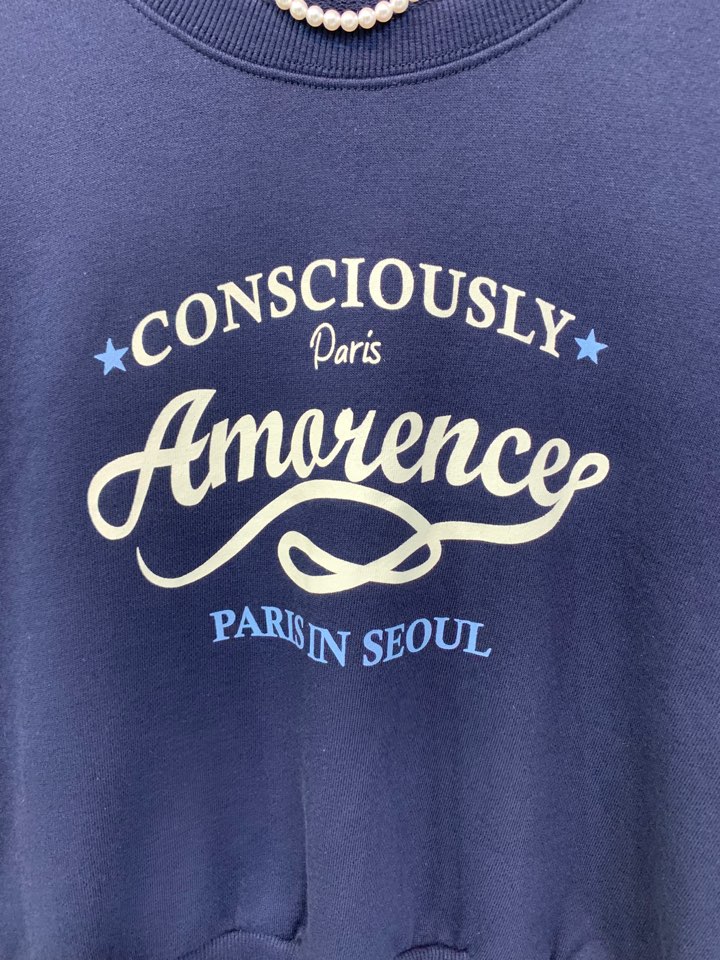 CONSCIOUSLY
Paris
Amorence
PARIS IN SEOUL